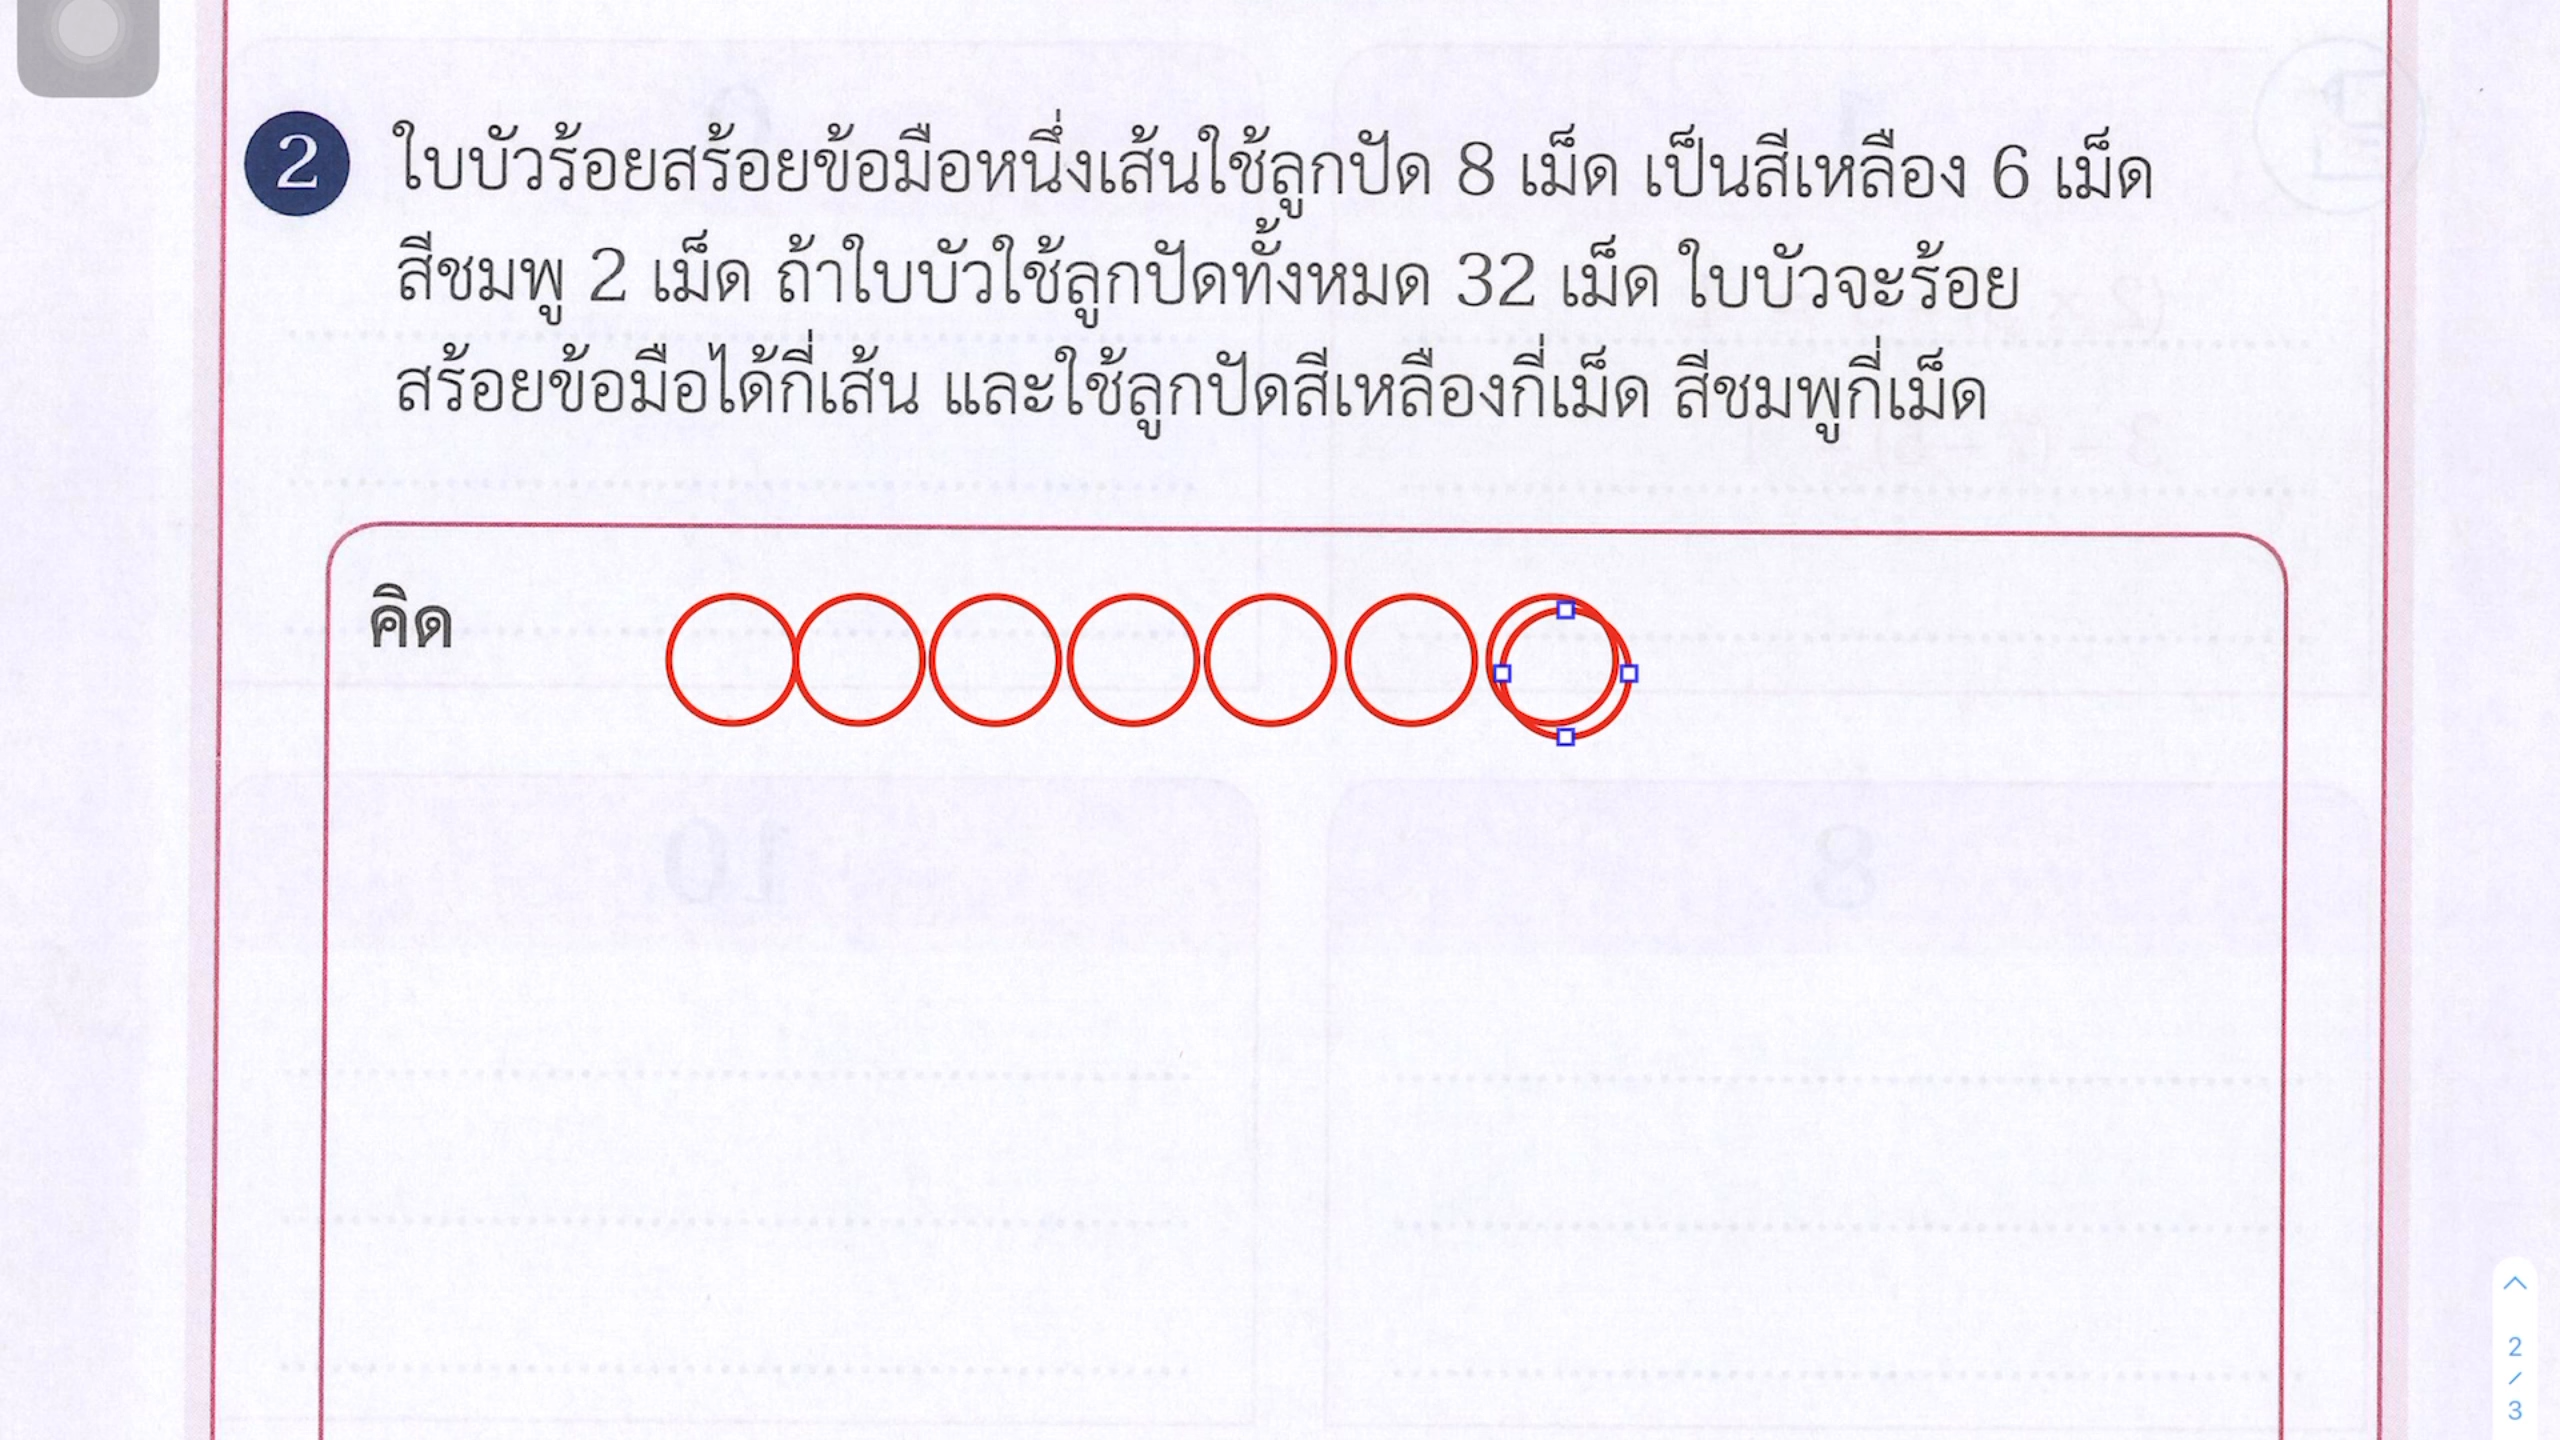 2 ใบบัวร้อยสร้อยข้อมือหนึ่งเส้นใช้ลูกปัด 8 เม็ด เป็นสีเหลือง 6 เม็ด
สีชมพู 2 เม็ด ถ้าใบบัวใช้ลูกปัดทั้งหมด 32 เม็ด ใบบัวจะร้อย
สร้อยข้อมือได้กี่เส้น และใช้ลูกปัดสีเหลืองกี่เม็ด สีชมพูกี่เม็ด
คิด
10
8
2
/
3